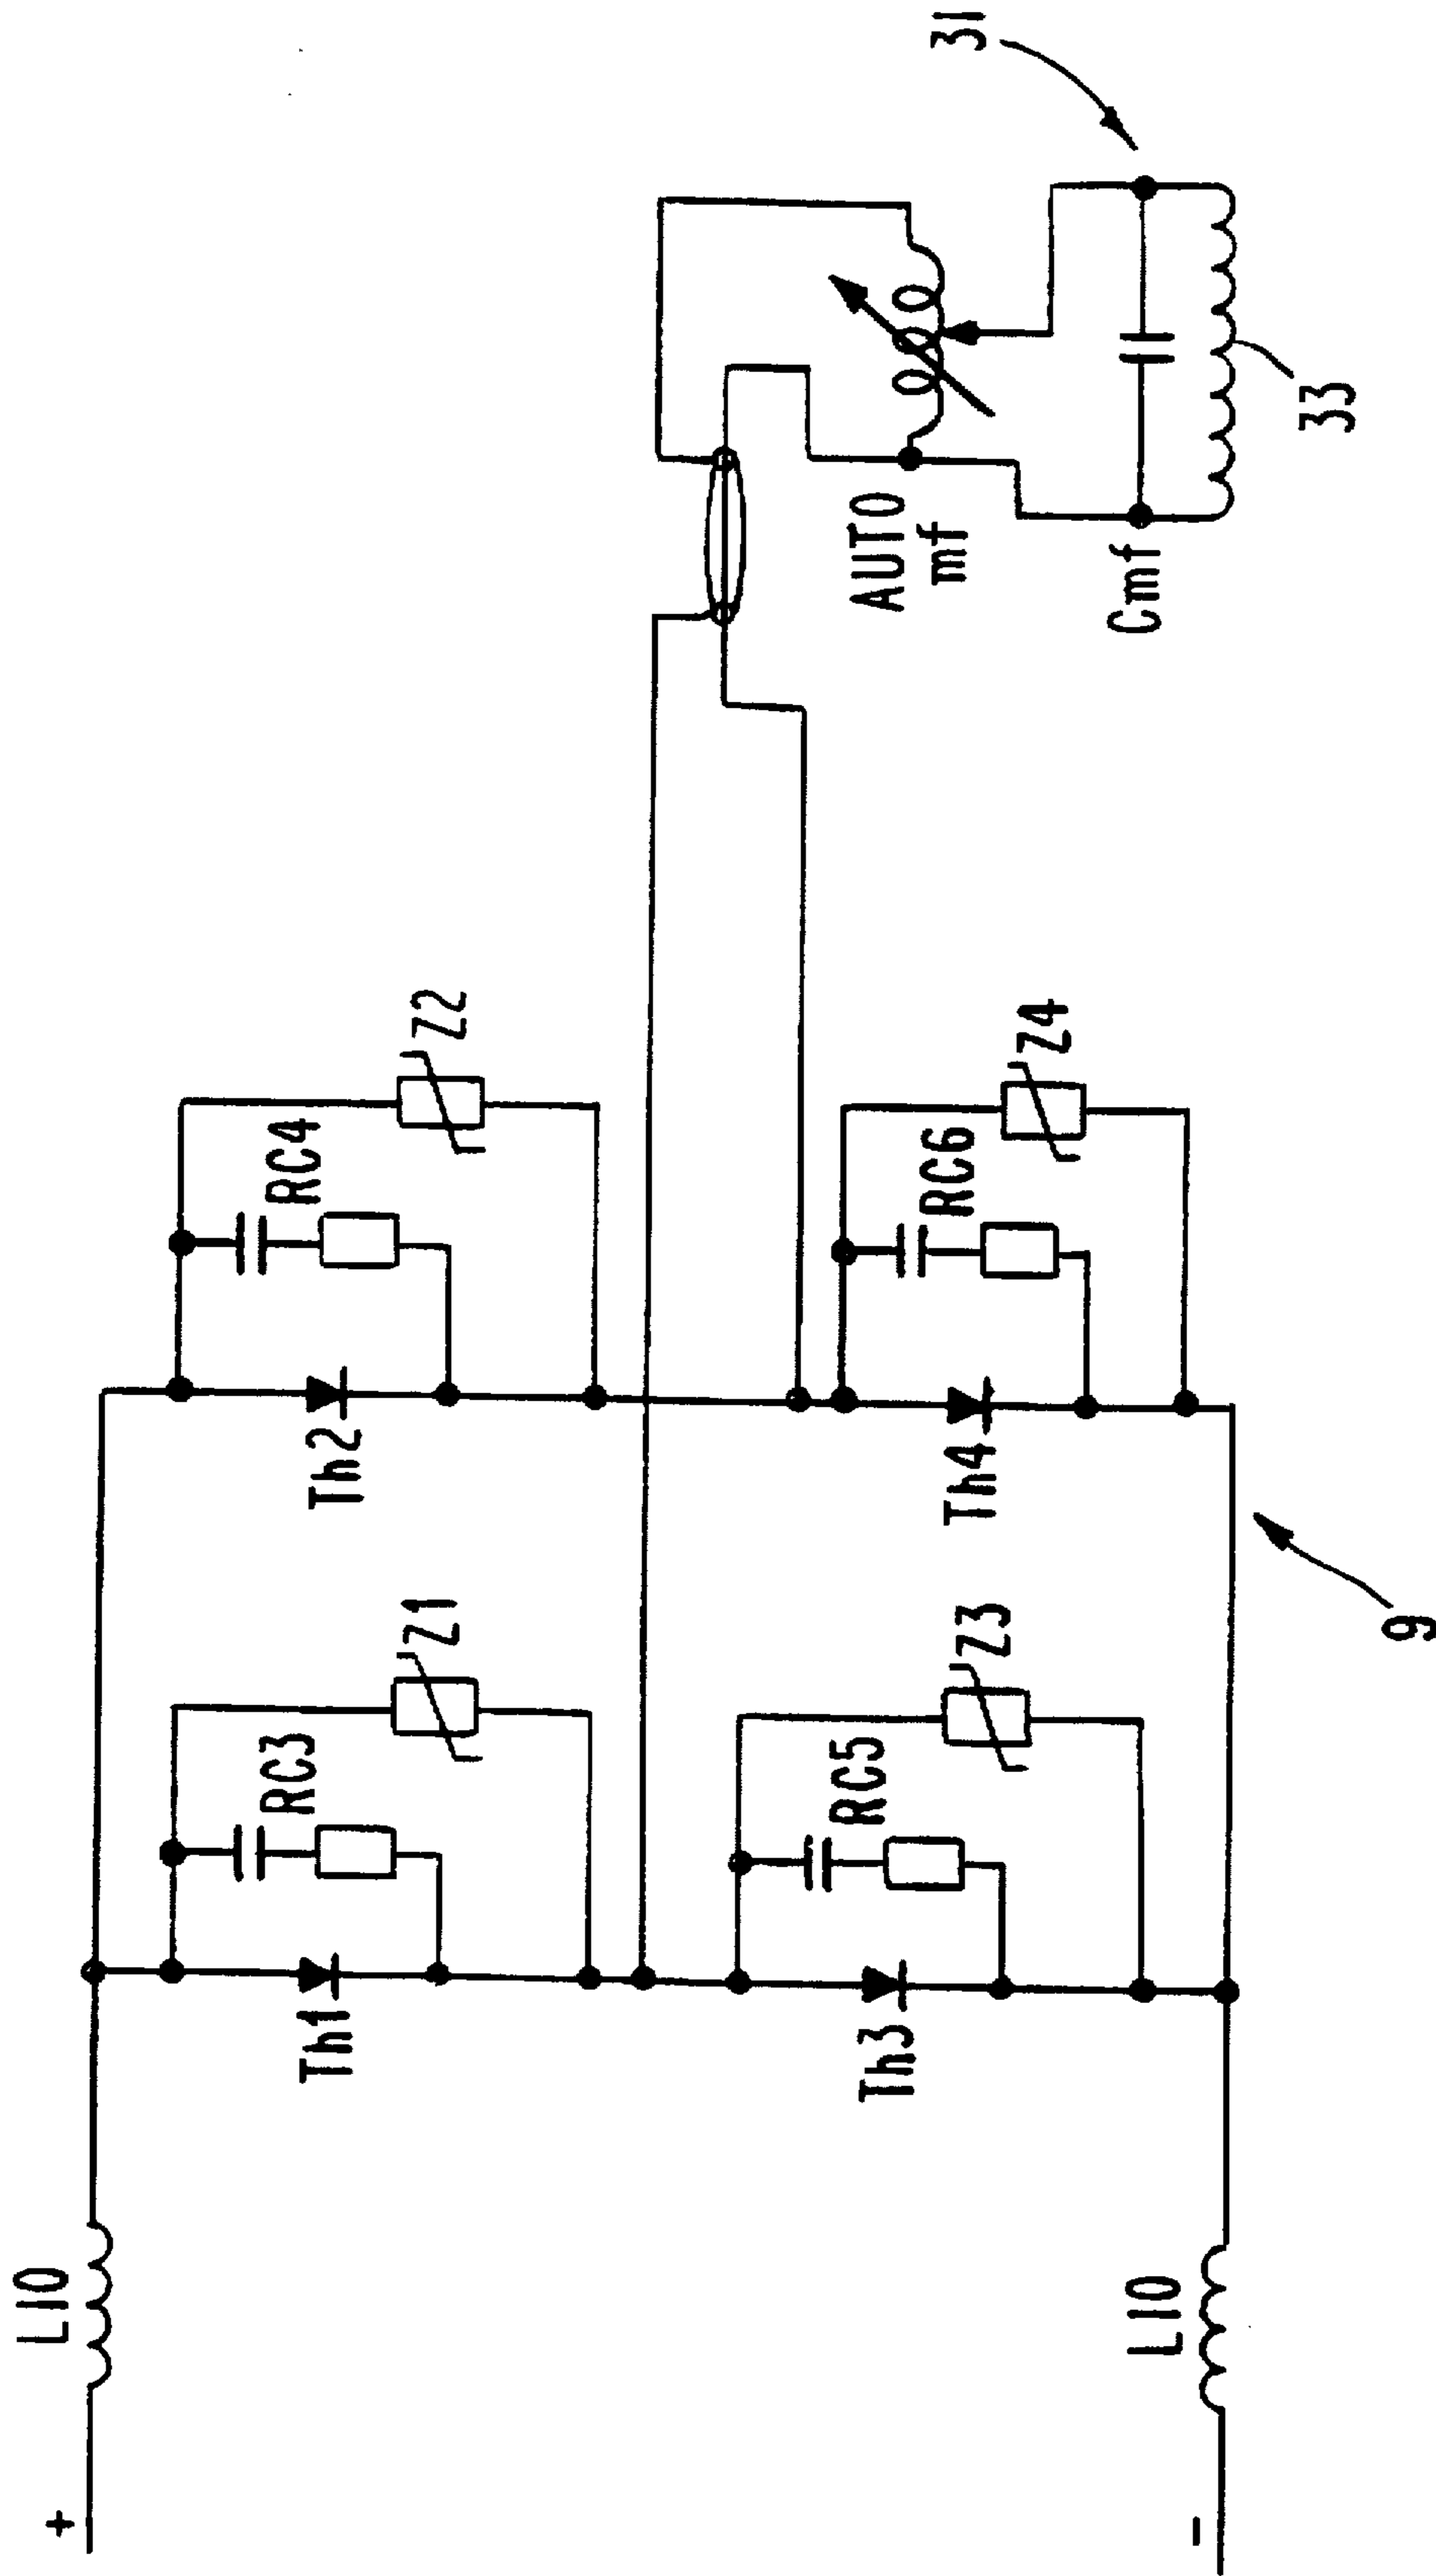 +
L10
Th1
RC3
Z1
Th2
RC4
Z2
Th3
RC5
Z3
Th4
RC6
Z4
AUTO
mf
Cmf
31
33
9
L10
-